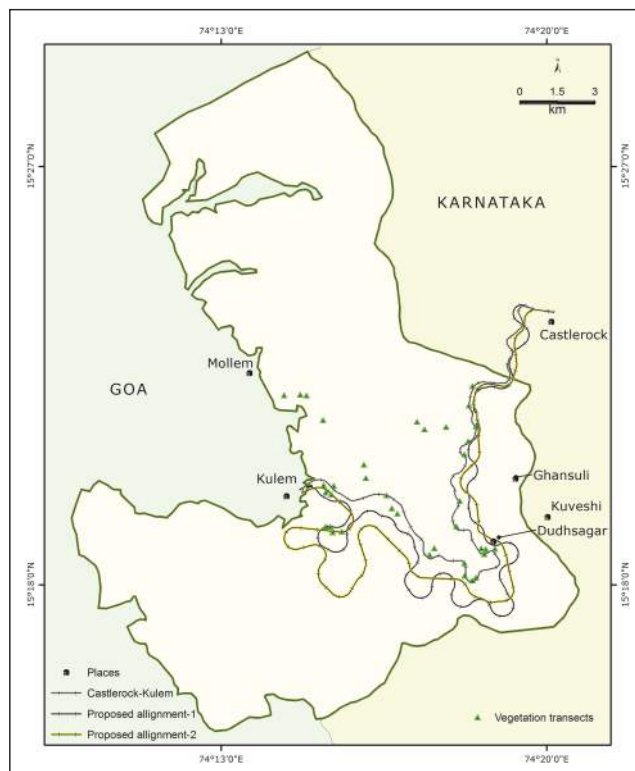 74°13'0"E
74°20'0"E
0 1.5 3
km
15°27'0"N
15°27'0"N
KARNATAKA
Castlerock
Mollem
GOA
Kulem
Ghansuli
Kuveshi
Dudhsagar
15°18'0"N
15°18'0"N
Places
Castlerock-Kulem
Proposed allignment-1
Proposed allignment-2
Vegetation transects
74°13'0"E
74°20'0"E